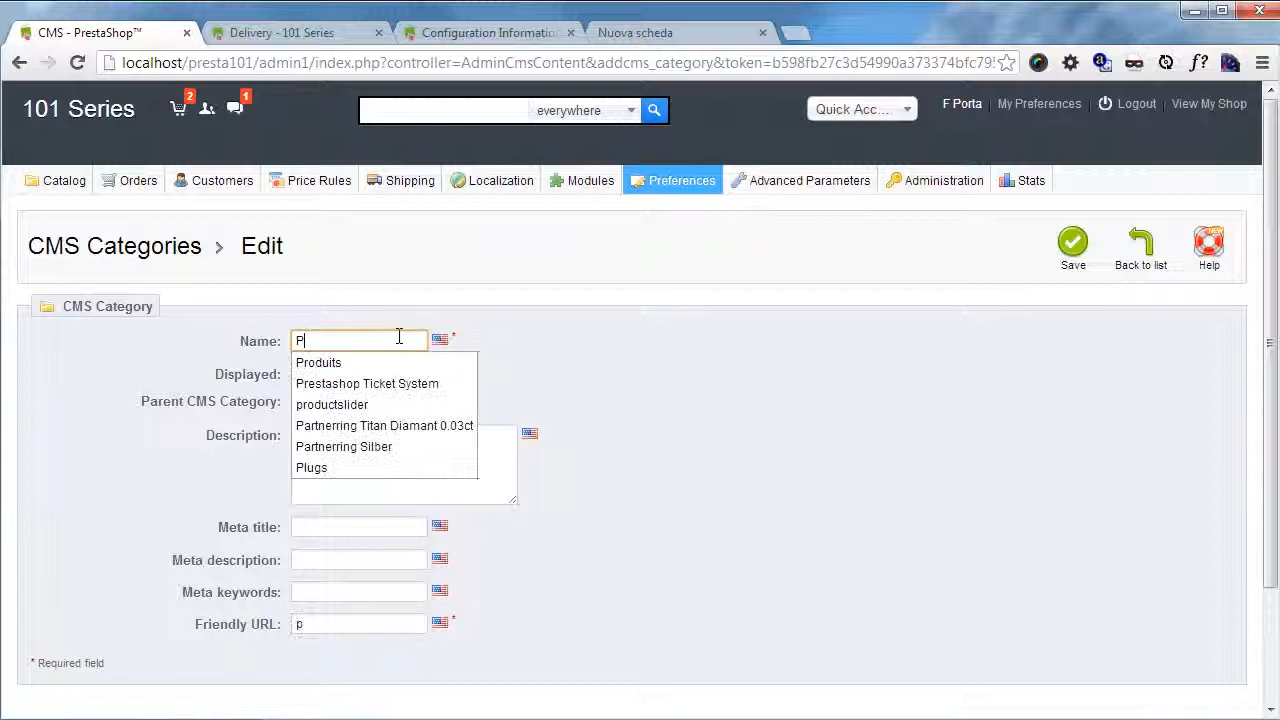 CMS - PrestaShop™
Delivery - 101 Series
Configuration Informatio
Nuova scheda
localhost/presta101/admin1/index.php?controller=AdminCmsContent&addcms_category&token=b598fb27c3d54990a373374bfc79
101 Series
2
1
everywhere
Quick Acc...
F Porta
My Preferences
Logout
View My Shop
Catalog
Orders
Customers
Price Rules
Shipping
Localization
Modules
Preferences
Advanced Parameters
Administration
Stats
CMS Categories > Edit
Save
Back to list
NEW
Help
CMS Category
Name:
P
*
Produits
Displayed:
Prestashop Ticket System
Parent CMS Category:
productslider
Partnerring Titan Diamant 0.03ct
Description:
Partnerring Silber
Plugs
Meta title:
Meta description:
Meta keywords:
Friendly URL:
p
*
* Required field